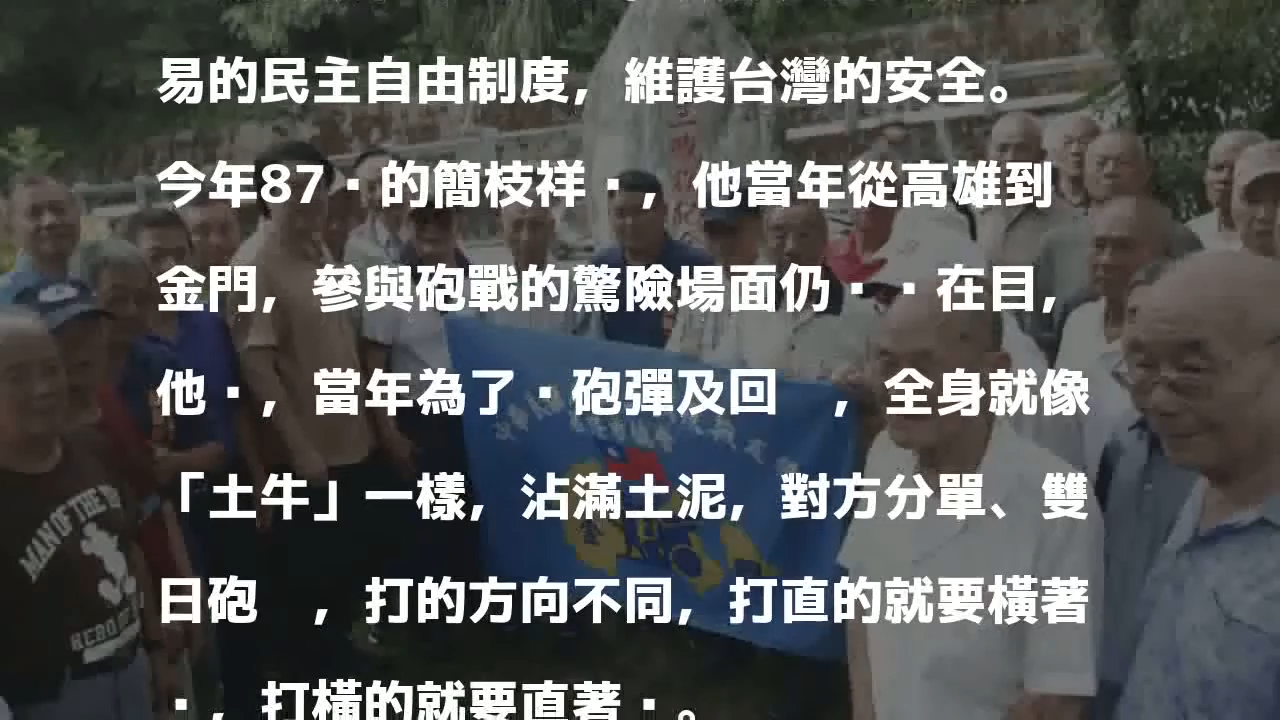 易的民主自由制度，維護台灣的安全。
今年87▪的簡枝祥▪，他當年從高雄到
金門，參與砲戰的驚險場面仍▪▪在目，
他▪，當年為了▪砲彈及回　，全身就像
「土牛」一樣，沾滿土泥，對方分單、雙
日砲　，打的方向不同，打直的就要橫著
▪，打橫的就要直著▪。
MAN OF THE